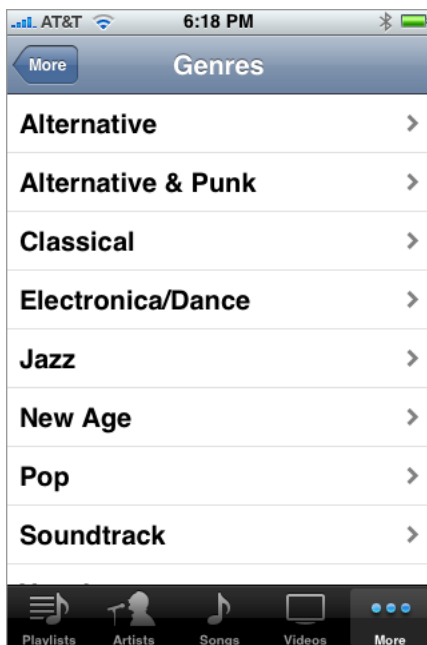 AT&T 6:18 PM
More Genres
Alternative
Alternative & Punk
Classical
Electronica/Dance
Jazz
New Age
Pop
Soundtrack
Playlists Artists Songs Videos More